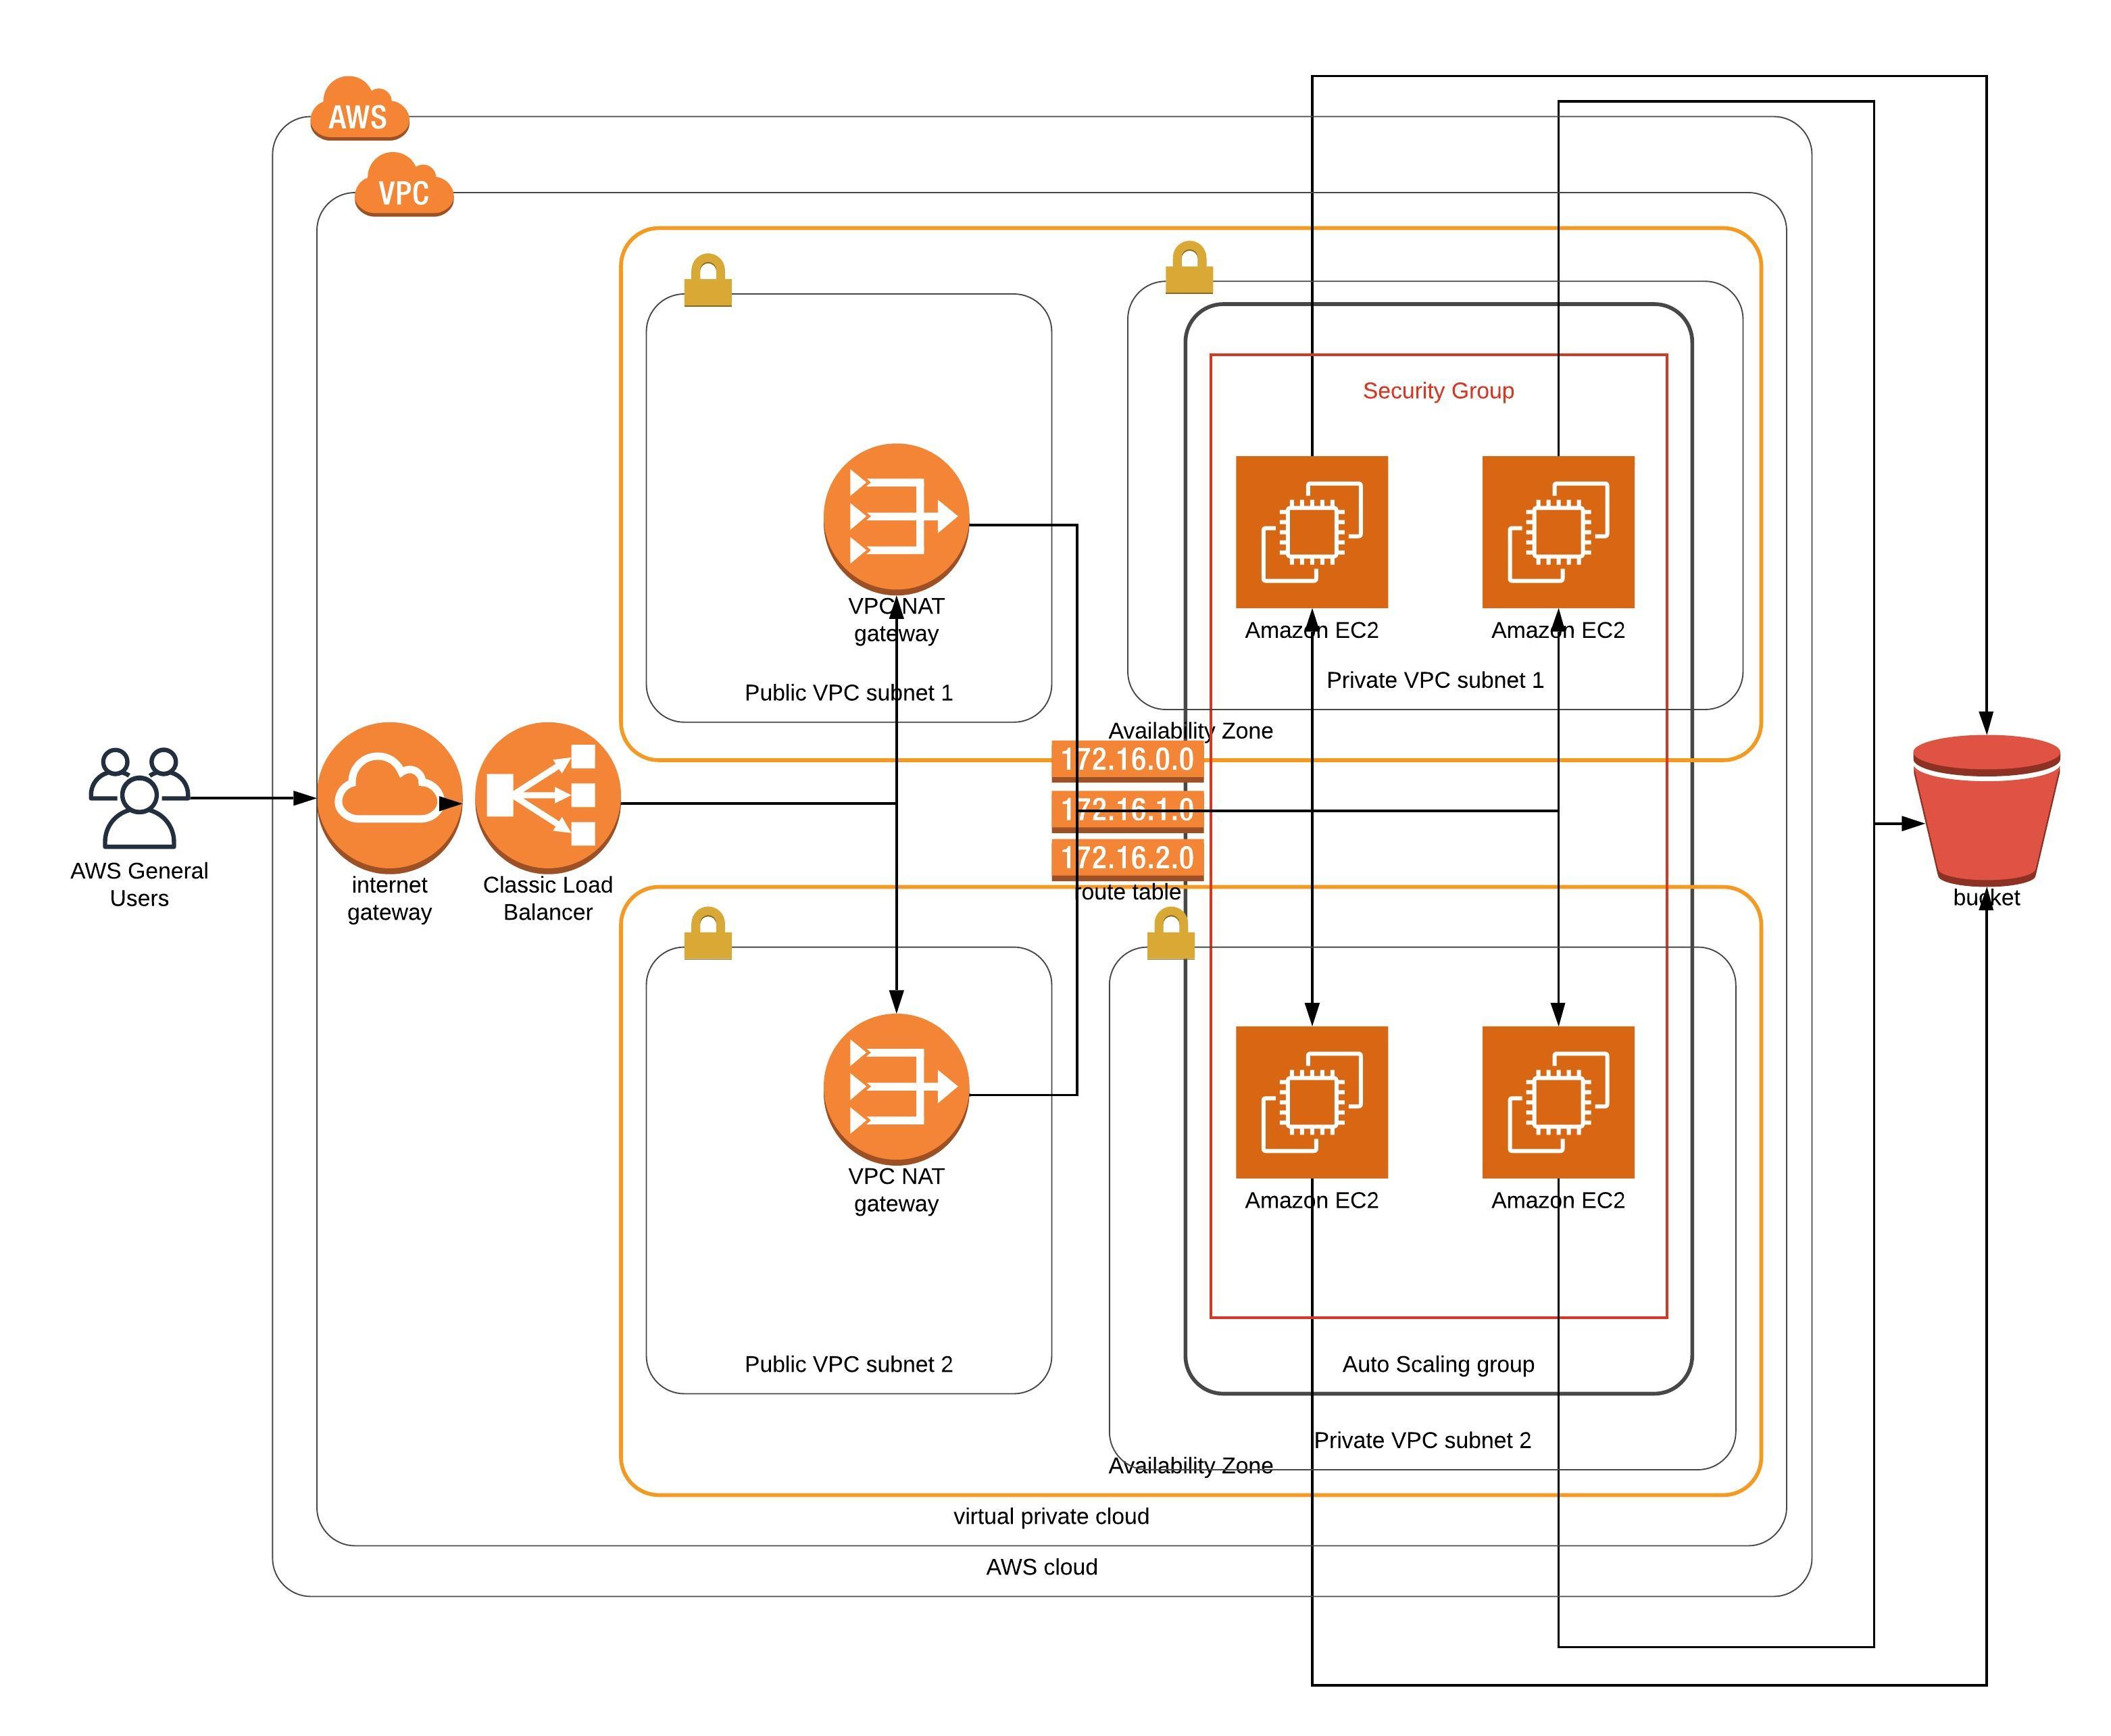 AWS
VPC
Security Group
VPC NAT
gateway
Amazon EC2
Amazon EC2
Public VPC subnet 1
Private VPC subnet 1
Availability Zone
172.16.0.0
172.16.1.0
172.16.2.0
route table
AWS General
Users
internet
gateway
Classic Load
Balancer
bucket
VPC NAT
gateway
Amazon EC2
Amazon EC2
Public VPC subnet 2
Auto Scaling group
Private VPC subnet 2
Availability Zone
virtual private cloud
AWS cloud